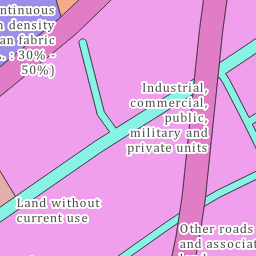 ntinuous
density
an fabric
. : 30% -
50%)
Industrial,
commercial,
public,
military and
private units
Land without
current use
Other roads
and associat